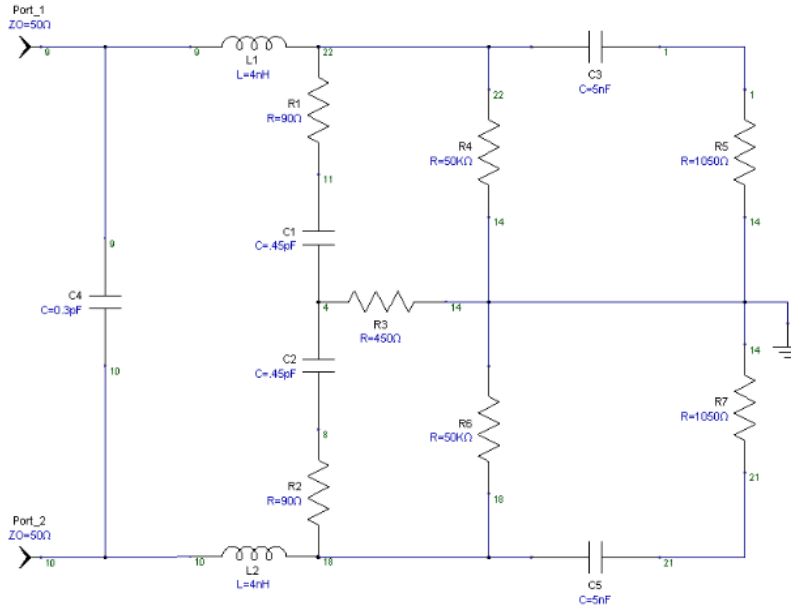 Port_1
ZO=50Ω
9
9
L1
L=4nH
22
C3
C=5nF
1
R1
R=90Ω
22
1
R4
R=50KΩ
R5
R=1050Ω
11
14
14
9
C1
C=.45pF
C4
C=0.3pF
4
R3
R=450Ω
14
14
C2
C=.45pF
10
R7
R=1050Ω
R6
R=50KΩ
8
21
R2
R=90Ω
18
Port_2
ZO=50Ω
10
10
L2
L=4nH
18
C5
C=5nF
21